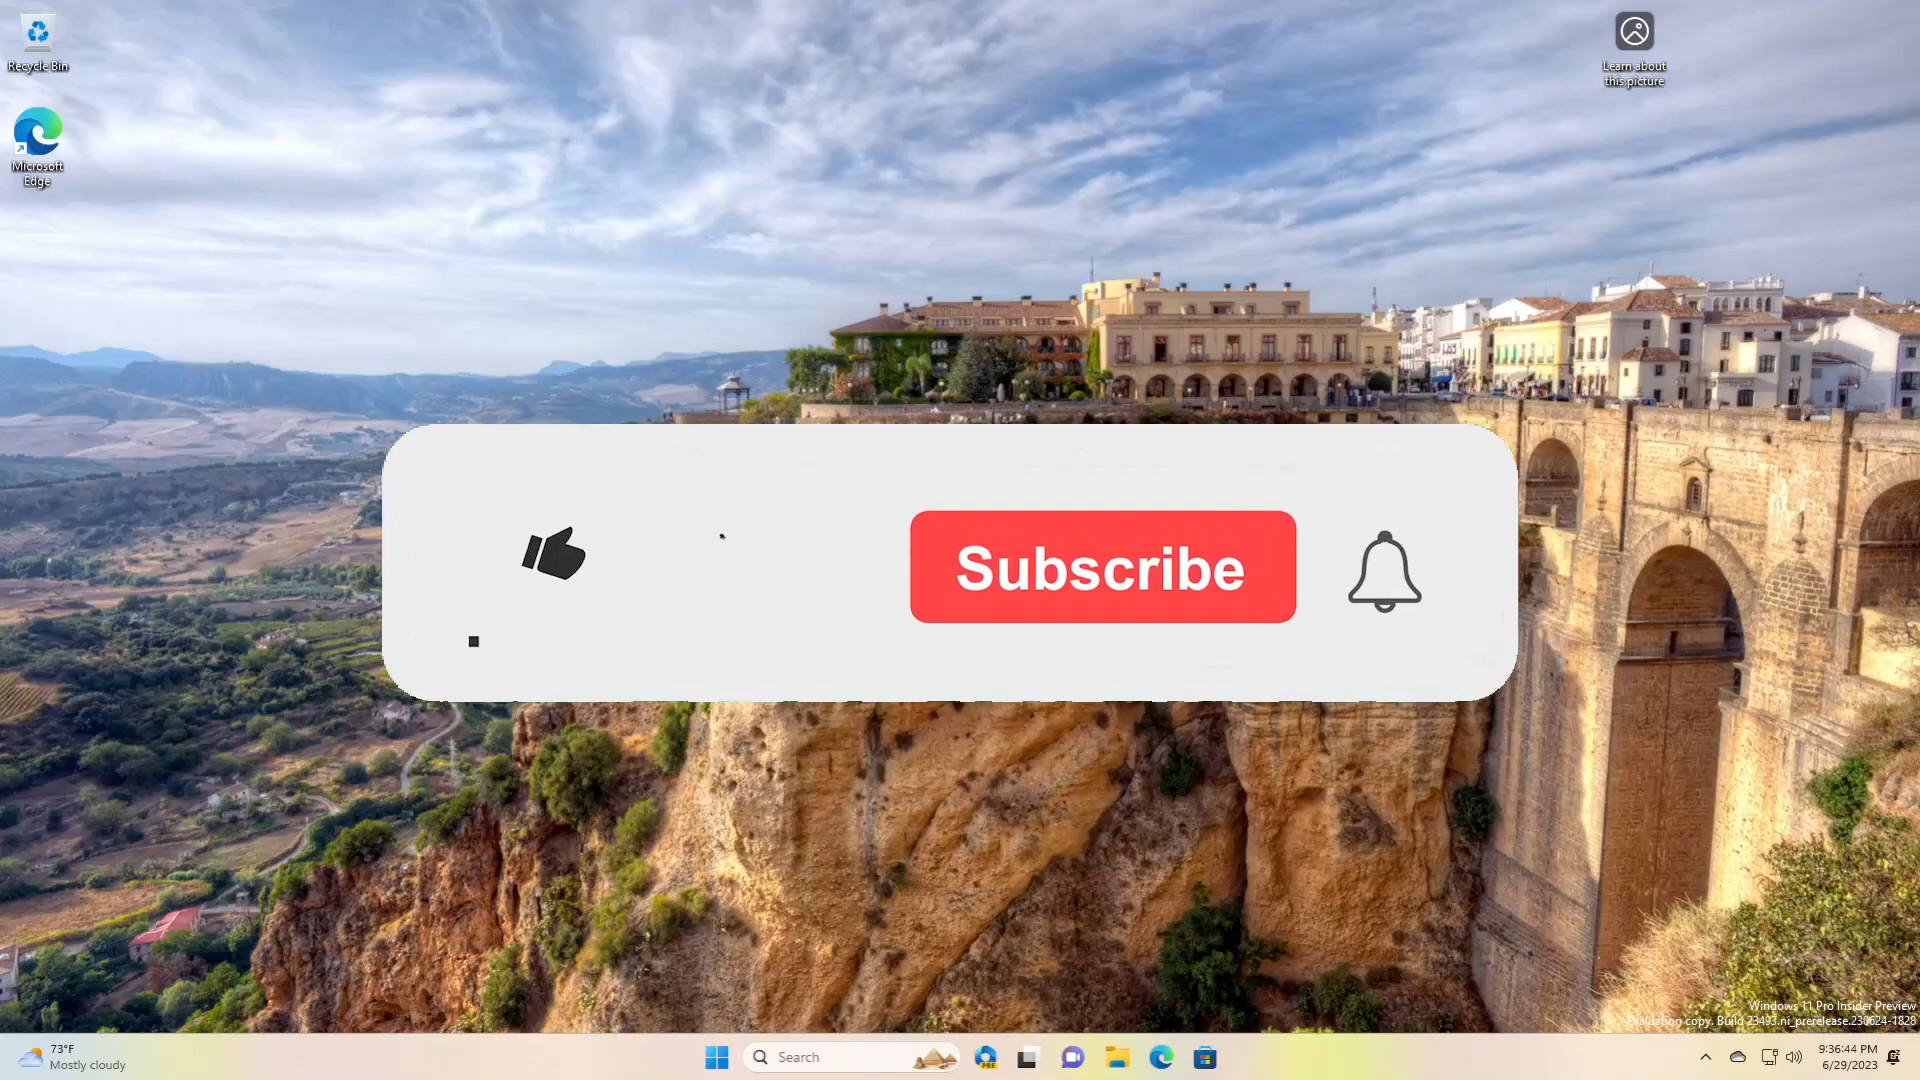 Recycle Bin
Microsoft
Edge
Learn about
this picture
Subscribe
Windows 11 Pro Insider Preview
Evaluation copy. Build 23493.ni_prerelease.230624-1828
73°F
Mostly cloudy
Search
PRE
9:36:44 PM
6/29/2023